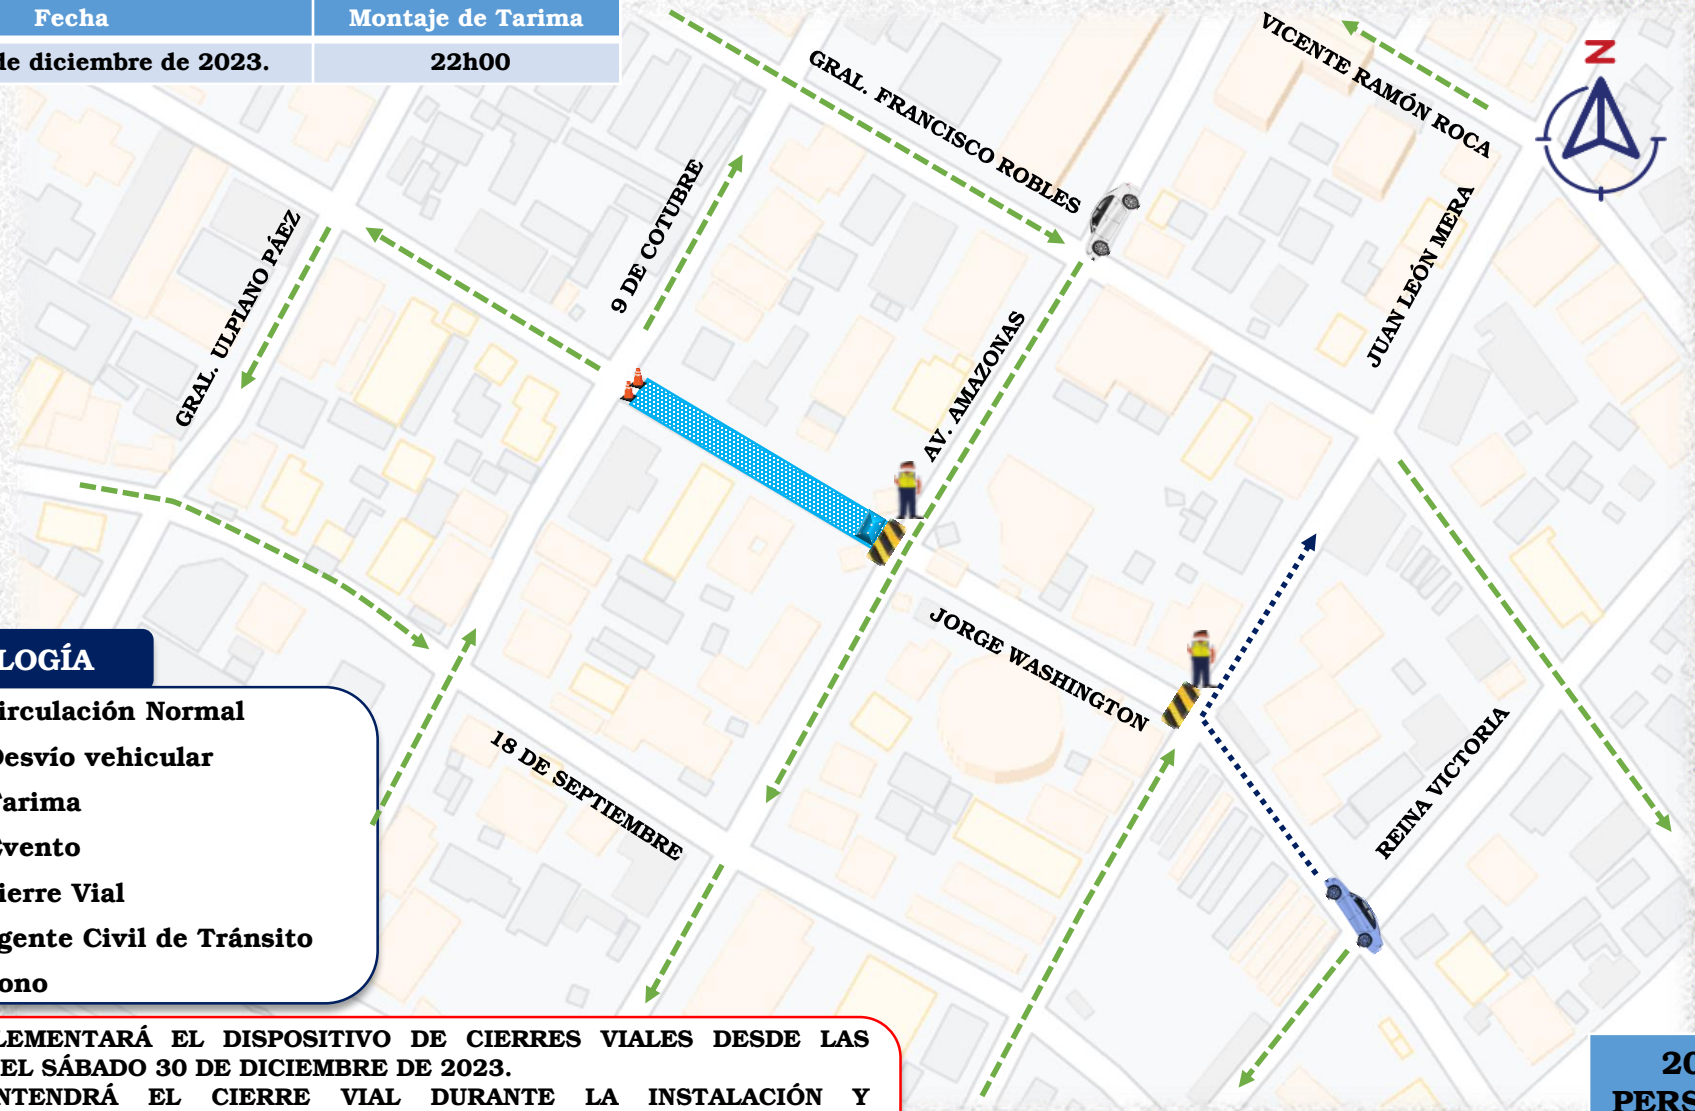 Fecha
Montaje de Tarima
de diciembre de 2023.
22h00
VICENTE RAMÓN ROCA
N
GRAL. FRANCISCO ROBLES
9 DE COTUBRE
JUAN LEÓN MERA
GRAL. ULPIANO PÁEZ
AV. AMAZONAS
JORGE WASHINGTON
REINA VICTORIA
18 DE SEPTIEMBRE
LOGÍA
irculación Normal
Desvío vehicular
Tarima
Evento
ierre Vial
gente Civil de Tránsito
ono
LEMENTARÁ EL DISPOSITIVO DE CIERRES VIALES DESDE LAS
EL SÁBADO 30 DE DICIEMBRE DE 2023.
NTENDRÁ EL CIERRE VIAL DURANTE LA INSTALACIÓN Y
20
PERS